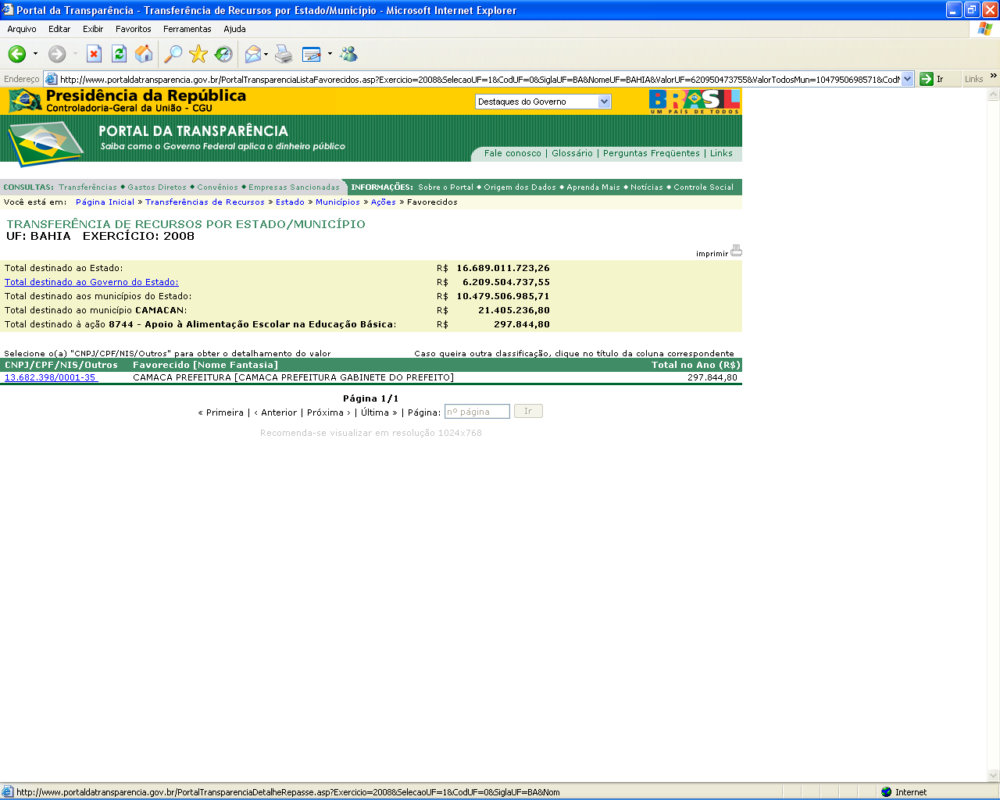 Portal da Transparência - Transferência de Recursos por Estado/Município - Microsoft Internet Explorer
Arquivo Editar Exibir Favoritos Ferramentas Ajuda
Endereço http://www.portaldatransparencia.gov.br/PortalTransparenciaListaFavorecidos.asp?Exercicio=2008&SelecaoUF=1&CodUF=0&SiglaUF=BA&NomeUF=BAHIA&ValorUF=620950473755&ValorTodosMun=1047950698571&CodM Ir Links »
Presidência da República
Controladoria-Geral da União - CGU
Destaques do Governo
BRASIL
UM PAÍS DE TODOS
PORTAL DA TRANSPARÊNCIA
Saiba como o Governo Federal aplica o dinheiro público
Fale conosco | Glossário | Perguntas Freqüentes | Links
CONSULTAS: Transferências ◆ Gastos Diretos ◆ Convênios ◆ Empresas Sancionadas INFORMAÇÕES: Sobre o Portal ◆ Origem dos Dados ◆ Aprenda Mais ◆ Notícias ◆ Controle Social
Você está em: Página Inicial » Transferências de Recursos » Estado » Municípios » Ações » Favorecidos
TRANSFERÊNCIA DE RECURSOS POR ESTADO/MUNICÍPIO
UF: BAHIA EXERCÍCIO: 2008
imprimir
Total destinado ao Estado: R$ 16.689.011.723,26
Total destinado ao Governo do Estado: R$ 6.209.504.737,55
Total destinado aos municípios do Estado: R$ 10.479.506.985,71
Total destinado ao município CAMACAN: R$ 21.405.236,80
Total destinado à ação 8744 - Apoio à Alimentação Escolar na Educação Básica: R$ 297.844,80
Selecione o(a) "CNPJ/CPF/NIS/Outros" para obter o detalhamento do valor Caso queira outra classificação, clique no título da coluna correspondente
CNPJ/CPF/NIS/Outros Favorecido [Nome Fantasia] Total no Ano (R$)
13.682.398/0001-35 CAMACA PREFEITURA [CAMACA PREFEITURA GABINETE DO PREFEITO] 297.844,80
Página 1/1
« Primeira | ‹ Anterior | Próxima › | Última » | Página: nº página Ir
Recomenda-se visualizar em resolução 1024x768
http://www.portaldatransparencia.gov.br/PortalTransparenciaDetalheRepasse.asp?Exercicio=2008&SelecaoUF=1&CodUF=0&SiglaUF=BA&Nom Internet